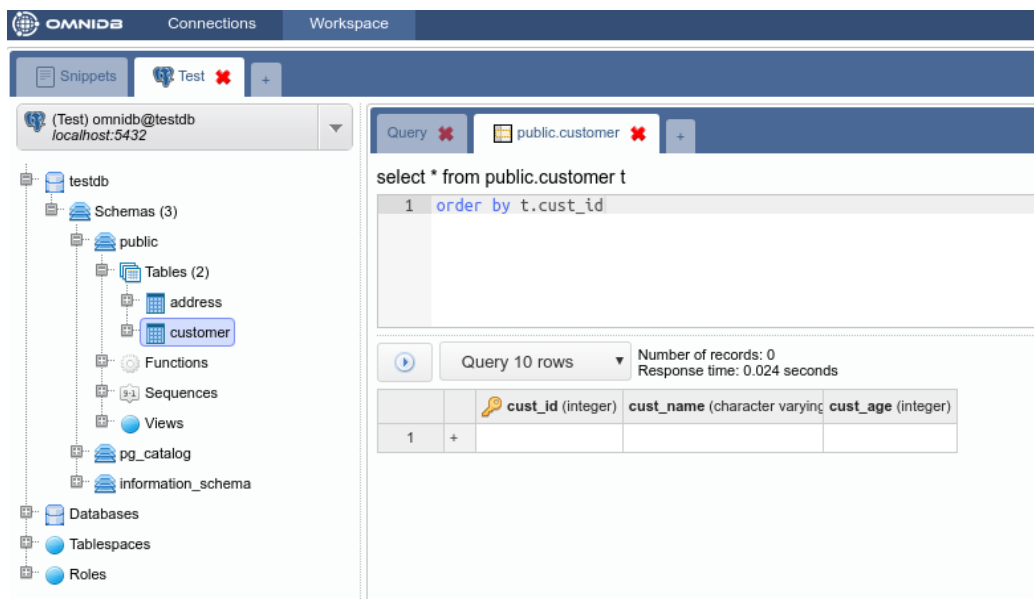 OMNIDB Connections Workspace
Snippets Test +
(Test) omnidb@testdb
localhost:5432
testdb
Schemas (3)
public
Tables (2)
address
customer
Functions
Sequences
Views
pg_catalog
information_schema
Databases
Tablespaces
Roles
Query public.customer +
select * from public.customer t
1 order by t.cust_id
Query 10 rows
Number of records: 0
Response time: 0.024 seconds
cust_id (integer) cust_name (character varying cust_age (integer)
1 +